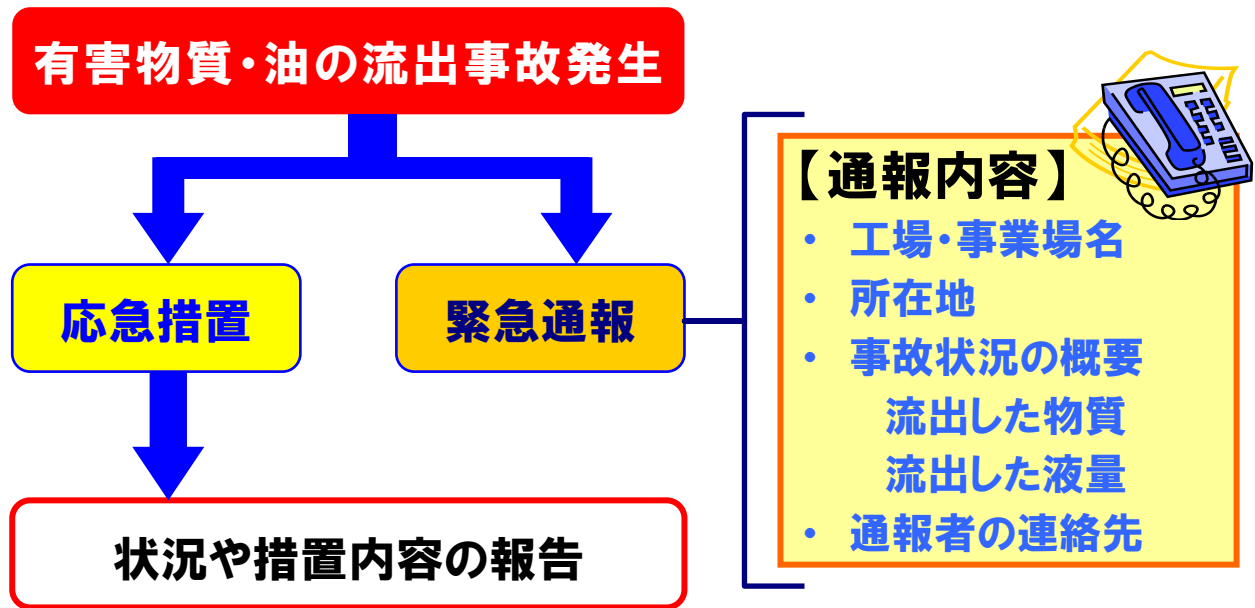 有害物質・油の流出事故発生
応急措置
緊急通報
状況や措置内容の報告
【通報内容】
・ 工場・事業場名
・ 所在地
・ 事故状況の概要
流出した物質
流出した液量
・ 通報者の連絡先